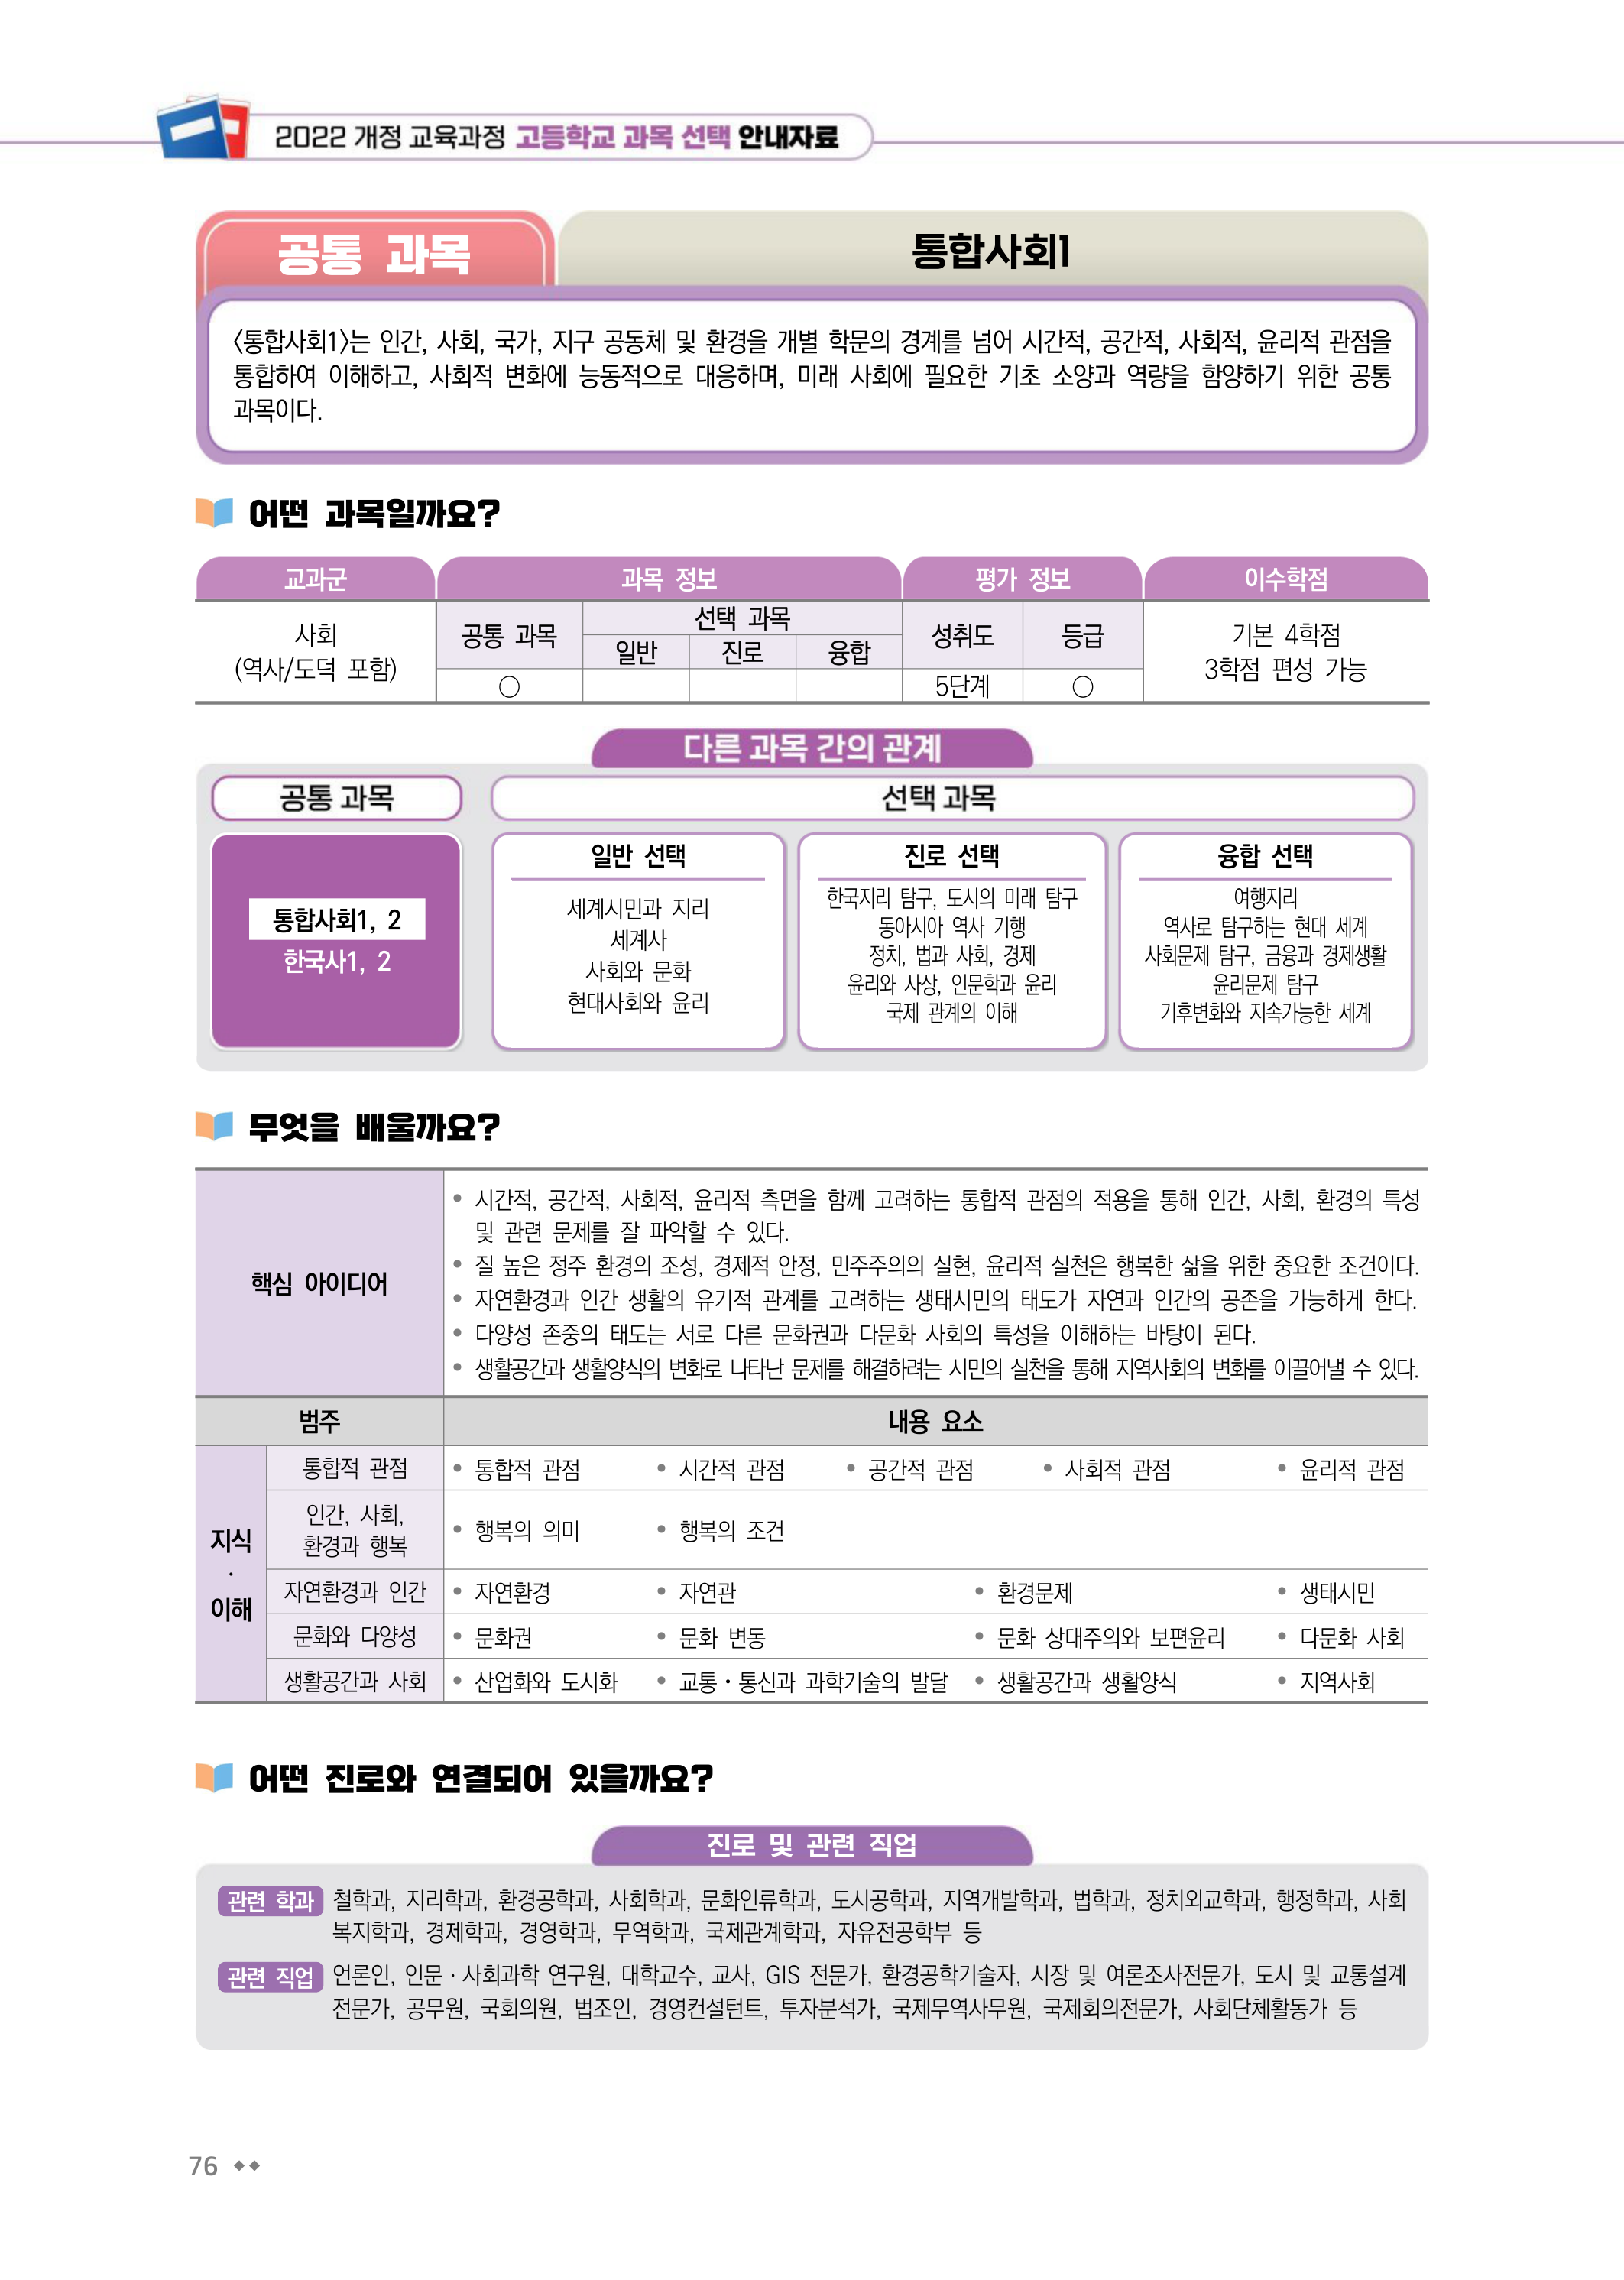 2022 개정 교육과정 고등학교 과목 선택 안내자료
공통 과목
통합사회1
〈통합사회1〉는 인간, 사회, 국가, 지구 공동체 및 환경을 개별 학문의 경계를 넘어 시간적, 공간적, 사회적, 윤리적 관점을
통합하여 이해하고, 사회적 변화에 능동적으로 대응하며, 미래 사회에 필요한 기초 소양과 역량을 함양하기 위한 공통
과목이다.
어떤 과목일까요?
교과군 과목 정보 평가 정보 이수학점
사회
(역사/도덕 포함)
공통 과목
선택 과목
일반 진로 융합
성취도 등급
○ 5단계 ○
기본 4학점
3학점 편성 가능
다른 과목 간의 관계
공통 과목
선택 과목
통합사회1, 2
한국사1, 2
일반 선택
세계시민과 지리
세계사
사회와 문화
현대사회와 윤리
진로 선택
한국지리 탐구, 도시의 미래 탐구
동아시아 역사 기행
정치, 법과 사회, 경제
윤리와 사상, 인문학과 윤리
국제 관계의 이해
융합 선택
여행지리
역사로 탐구하는 현대 세계
사회문제 탐구, 금융과 경제생활
윤리문제 탐구
기후변화와 지속가능한 세계
무엇을 배울까요?
핵심 아이디어
• 시간적, 공간적, 사회적, 윤리적 측면을 함께 고려하는 통합적 관점의 적용을 통해 인간, 사회, 환경의 특성
및 관련 문제를 잘 파악할 수 있다.
• 질 높은 정주 환경의 조성, 경제적 안정, 민주주의의 실현, 윤리적 실천은 행복한 삶을 위한 중요한 조건이다.
• 자연환경과 인간 생활의 유기적 관계를 고려하는 생태시민의 태도가 자연과 인간의 공존을 가능하게 한다.
• 다양성 존중의 태도는 서로 다른 문화권과 다문화 사회의 특성을 이해하는 바탕이 된다.
• 생활공간과 생활양식의 변화로 나타난 문제를 해결하려는 시민의 실천을 통해 지역사회의 변화를 이끌어낼 수 있다.
범주 내용 요소
지식
·
이해
통합적 관점 • 통합적 관점 • 시간적 관점 • 공간적 관점 • 사회적 관점 • 윤리적 관점
인간, 사회,
환경과 행복
• 행복의 의미 • 행복의 조건
자연환경과 인간 • 자연환경 • 자연관 • 환경문제 • 생태시민
문화와 다양성 • 문화권 • 문화 변동 • 문화 상대주의와 보편윤리 • 다문화 사회
생활공간과 사회 • 산업화와 도시화 • 교통·통신과 과학기술의 발달 • 생활공간과 생활양식 • 지역사회
어떤 진로와 연결되어 있을까요?
진로 및 관련 직업
관련 학과 철학과, 지리학과, 환경공학과, 사회학과, 문화인류학과, 도시공학과, 지역개발학과, 법학과, 정치외교학과, 행정학과, 사회
복지학과, 경제학과, 경영학과, 무역학과, 국제관계학과, 자유전공학부 등
관련 직업 언론인, 인문·사회과학 연구원, 대학교수, 교사, GIS 전문가, 환경공학기술자, 시장 및 여론조사전문가, 도시 및 교통설계
전문가, 공무원, 국회의원, 법조인, 경영컨설턴트, 투자분석가, 국제무역사무원, 국제회의전문가, 사회단체활동가 등
76 ◆◆